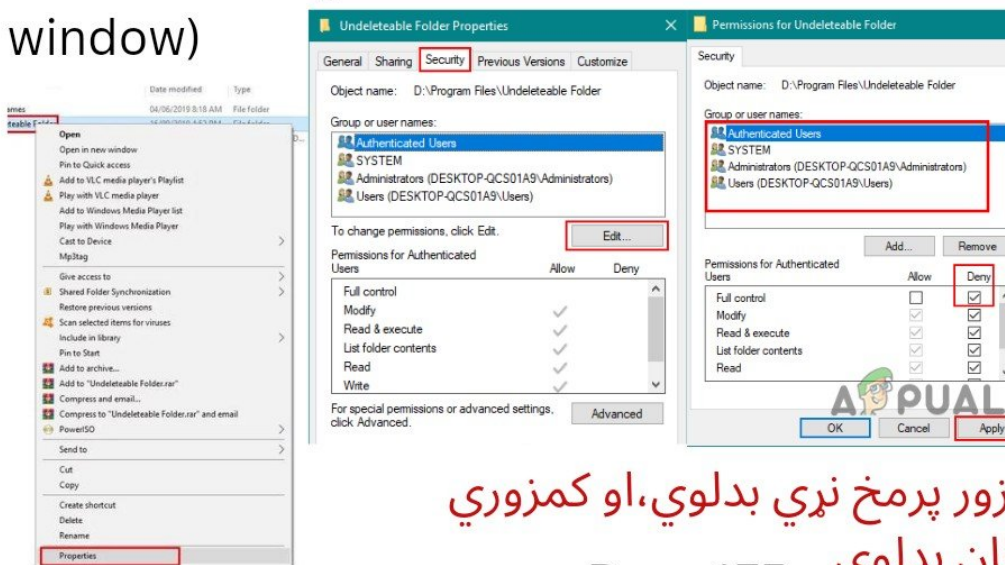 window)
Date modified Type
04/06/2019 8:18 AM File folder
Open
Open in new window
Pin to Quick access
Add to VLC media player's Playlist
Play with VLC media player
Add to Windows Media Player list
Play with Windows Media Player
Cast to Device
Mp3tag
Give access to
Shared Folder Synchronization
Restore previous versions
Scan selected items for viruses
Include in library
Pin to Start
Add to archive...
Add to "Undeleteable Folder.rar"
Compress and email...
Compress to "Undeleteable Folder.rar" and email
PowerISO
Send to
Cut
Copy
Create shortcut
Delete
Rename
Properties
Undeleteable Folder Properties
General Sharing Security Previous Versions Customize
Object name: D:\Program Files\Undeleteable Folder
Group or user names:
Authenticated Users
SYSTEM
Administrators (DESKTOP-QCS01A9\Administrators)
Users (DESKTOP-QCS01A9\Users)
To change permissions, click Edit.
Edit...
Permissions for Authenticated
Users Allow Deny
Full control
Modify
Read & execute
List folder contents
Read
Write
For special permissions or advanced settings,
click Advanced.
Advanced
Permissions for Undeleteable Folder
Security
Object name: D:\Program Files\Undeleteable Folder
Group or user names:
Authenticated Users
SYSTEM
Administrators (DESKTOP-QCS01A9\Administrators)
Users (DESKTOP-QCS01A9\Users)
Add... Remove
Permissions for Authenticated
Users Allow Deny
Full control
Modify
Read & execute
List folder contents
Read
APPUAL
OK Cancel Apply
زور پرمخ نړۍ بدلوي،او کمزوري
بدلوي